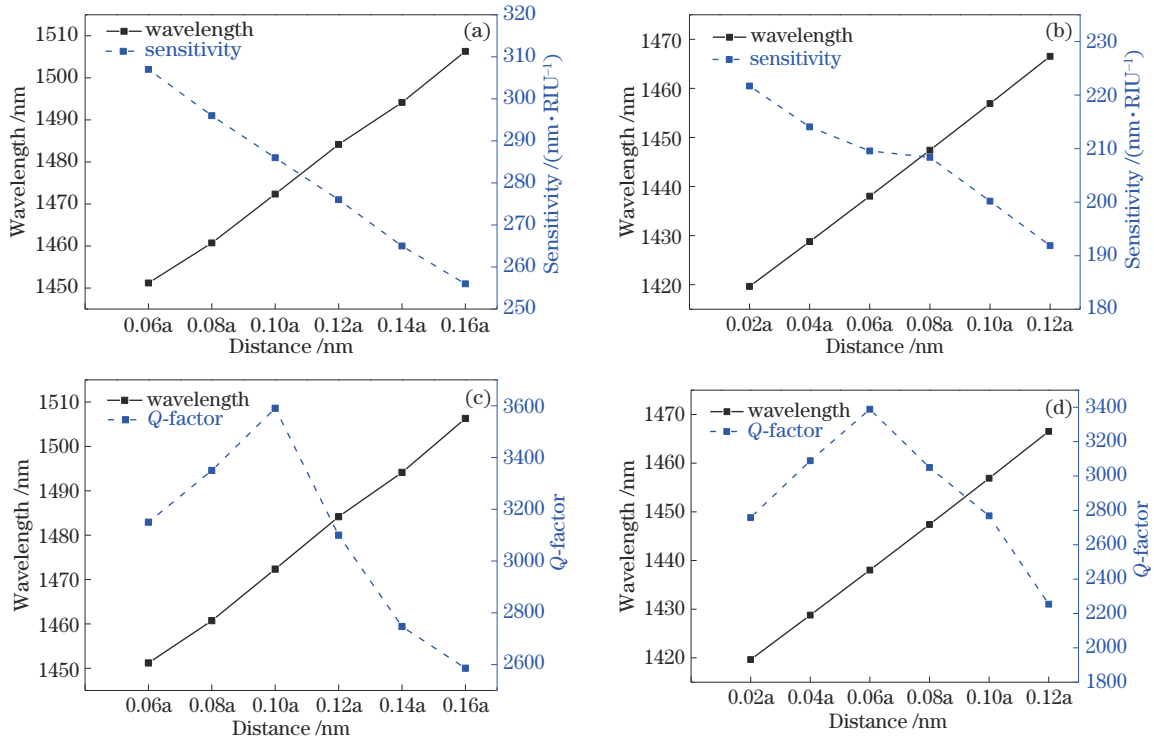 (a)
wavelength
sensitivity
1510
1500
1490
1480
1470
1460
1450
Wavelength /nm
320
310
300
290
280
270
260
250
Sensitivity /(nm·RIU⁻¹)
0.06a 0.08a 0.10a 0.12a 0.14a 0.16a
Distance /nm
(b)
wavelength
sensitivity
1470
1460
1450
1440
1430
1420
Wavelength /nm
230
220
210
200
190
180
Sensitivity /(nm·RIU⁻¹)
0.02a 0.04a 0.06a 0.08a 0.10a 0.12a
Distance /nm
(c)
wavelength
Q-factor
1510
1500
1490
1480
1470
1460
1450
Wavelength /nm
3600
3400
3200
3000
2800
2600
Q-factor
0.06a 0.08a 0.10a 0.12a 0.14a 0.16a
Distance /nm
(d)
wavelength
Q-factor
1470
1460
1450
1440
1430
1420
Wavelength /nm
3400
3200
3000
2800
2600
2400
2200
2000
1800
Q-factor
0.02a 0.04a 0.06a 0.08a 0.10a 0.12a
Distance /nm